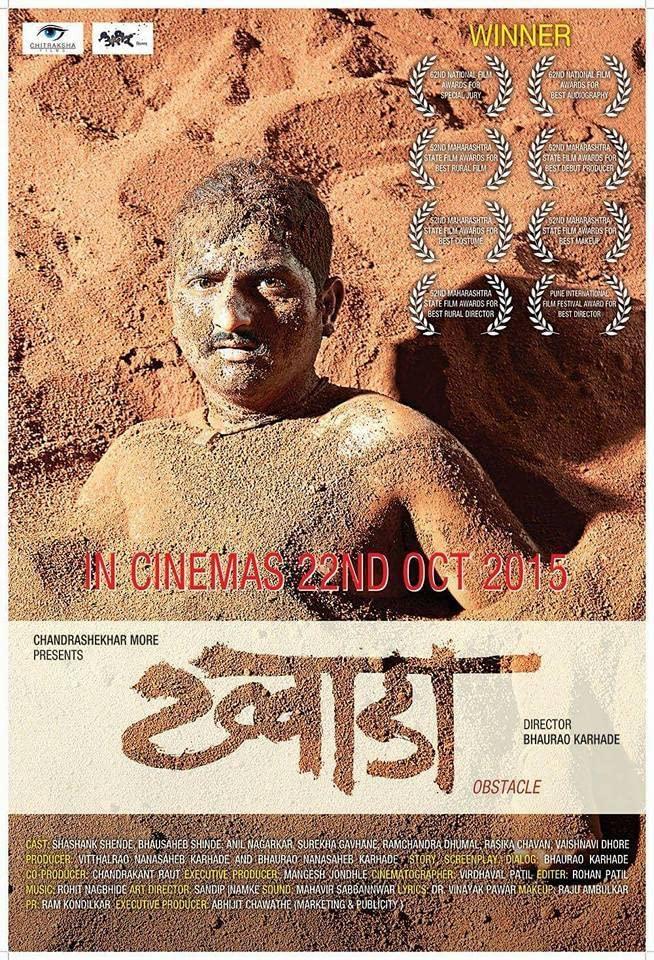 CHITRAKSHA
FILMS
WINNER
62ND NATIONAL FILM
AWARDS FOR
SPECIAL JURY
62ND NATIONAL FILM
AWARDS FOR
BEST AUDIOGRAPHY
52ND MAHARASHTRA
STATE FILM AWARDS FOR
BEST RURAL FILM
52ND MAHARASHTRA
STATE FILM AWARDS FOR
BEST DEBUT PRODUCER
52ND MAHARASHTRA
STATE FILM AWARDS FOR
BEST COSTUME
52ND MAHARASHTRA
STATE FILM AWARDS FOR
BEST MAKEUP
52ND MAHARASHTRA
STATE FILM AWARDS FOR
BEST RURAL DIRECTOR
PUNE INTERNATIONAL
FILM FESTIVAL AWARD FOR
BEST DIRECTOR
IN CINEMAS 22ND OCT 2015
CHANDRASHEKHAR MORE
PRESENTS
ख्वाडा
DIRECTOR
BHAURAO KARHADE
OBSTACLE
CAST: SHASHANK SHENDE, BHAUSAHEB SHINDE, ANIL NAGARKAR, SUREKHA GAVHANE, RAMCHANDRA DHUMAL, RASIKA CHAVAN, VAISHNAVI DHORE
PRODUCER: VITTHALRAO NANASAHEB KARHADE AND BHAURAO NANASAHEB KARHADE, STORY, SCREENPLAY, DIALOG: BHAURAO KARHADE
CO-PRODUCER: CHANDRAKANT RAUT EXECUTIVE PRODUCER: MANGESH JONDHLE CINEMATOGRAPHER: VIRDHAVAL PATIL EDITER: ROHAN PATIL
MUSIC: ROHIT NAGBHIDE ART DIRECTOR: SANDIP INAMKE SOUND: MAHAVIR SABBANNWAR LYRICS: DR. VINAYAK PAWAR MAKEUP: RAJU AMBULKAR
PR: RAM KONDILKAR EXECUTIVE PRODUCER: ABHIJIT CHAWATHE (MARKETING & PUBLICITY)